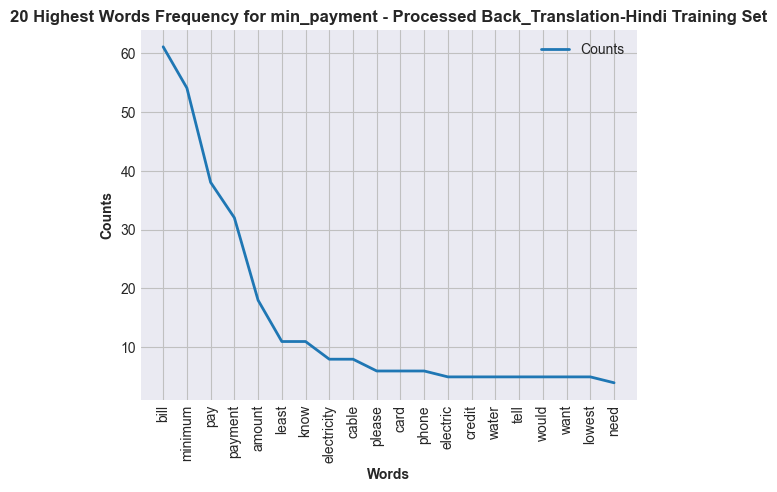 20 Highest Words Frequency for min_payment - Processed Back_Translation-Hindi Training Set
Counts
Counts
60
50
40
30
20
10
bill
minimum
pay
payment
amount
least
know
electricity
cable
please
card
phone
electric
credit
water
tell
would
want
lowest
need
Words